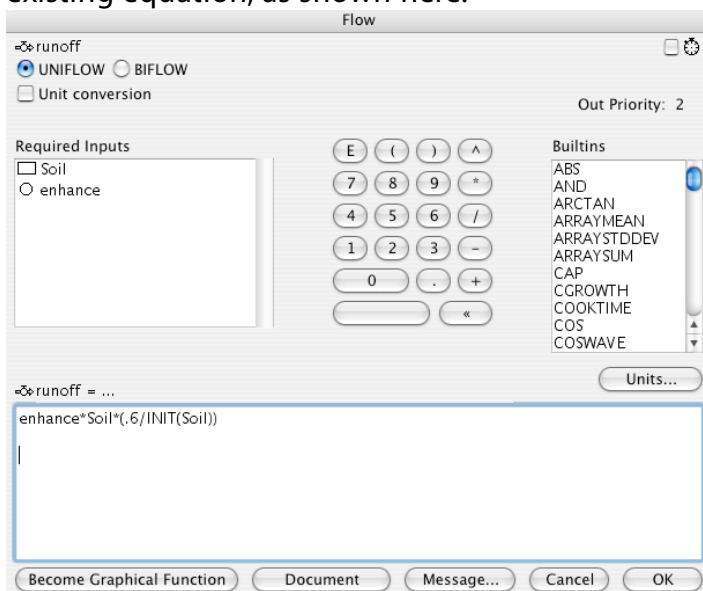 existing equation, as shown here.
Flow
runoff
UNIFLOW BIFLOW
Unit conversion
Out Priority: 2
Required Inputs
Soil
enhance
E ( ) ^
7 8 9 *
4 5 6 /
1 2 3 -
0 . +
«
Builtins
ABS
AND
ARCTAN
ARRAYMEAN
ARRAYSTDDEV
ARRAYSUM
CAP
CGROWTH
COOKTIME
COS
COSWAVE
Units...
runoff = ...
enhance*Soil*(.6/INIT(Soil))
Become Graphical Function Document Message... Cancel OK